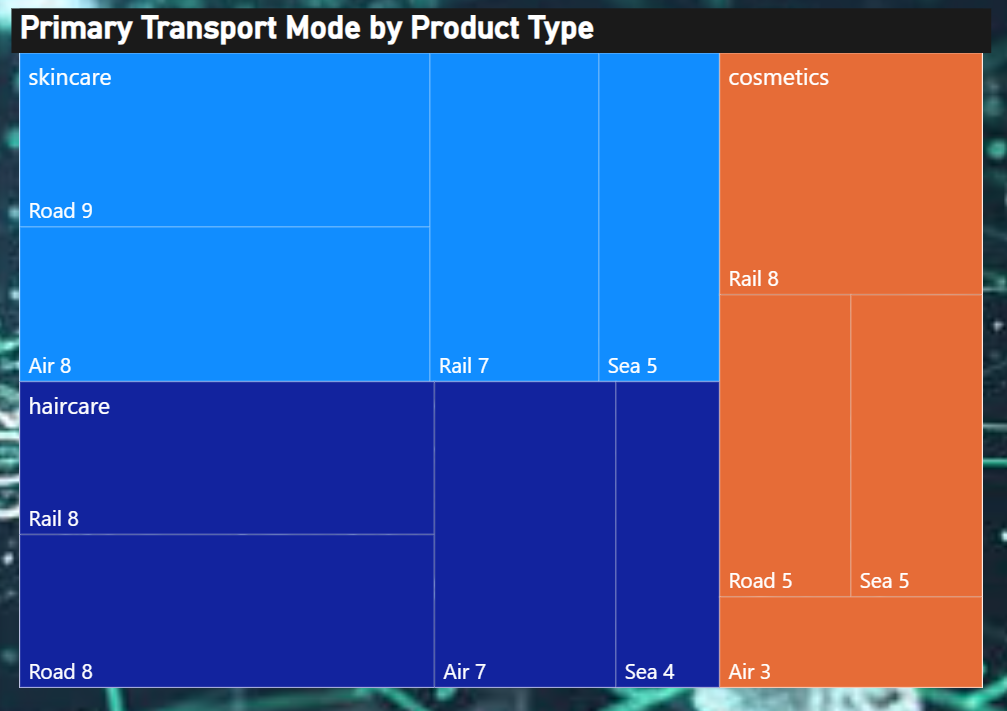 Primary Transport Mode by Product Type
skincare
Road 9
Air 8
Rail 7
Sea 5
haircare
Rail 8
Road 8
Air 7
Sea 4
cosmetics
Rail 8
Road 5
Sea 5
Air 3